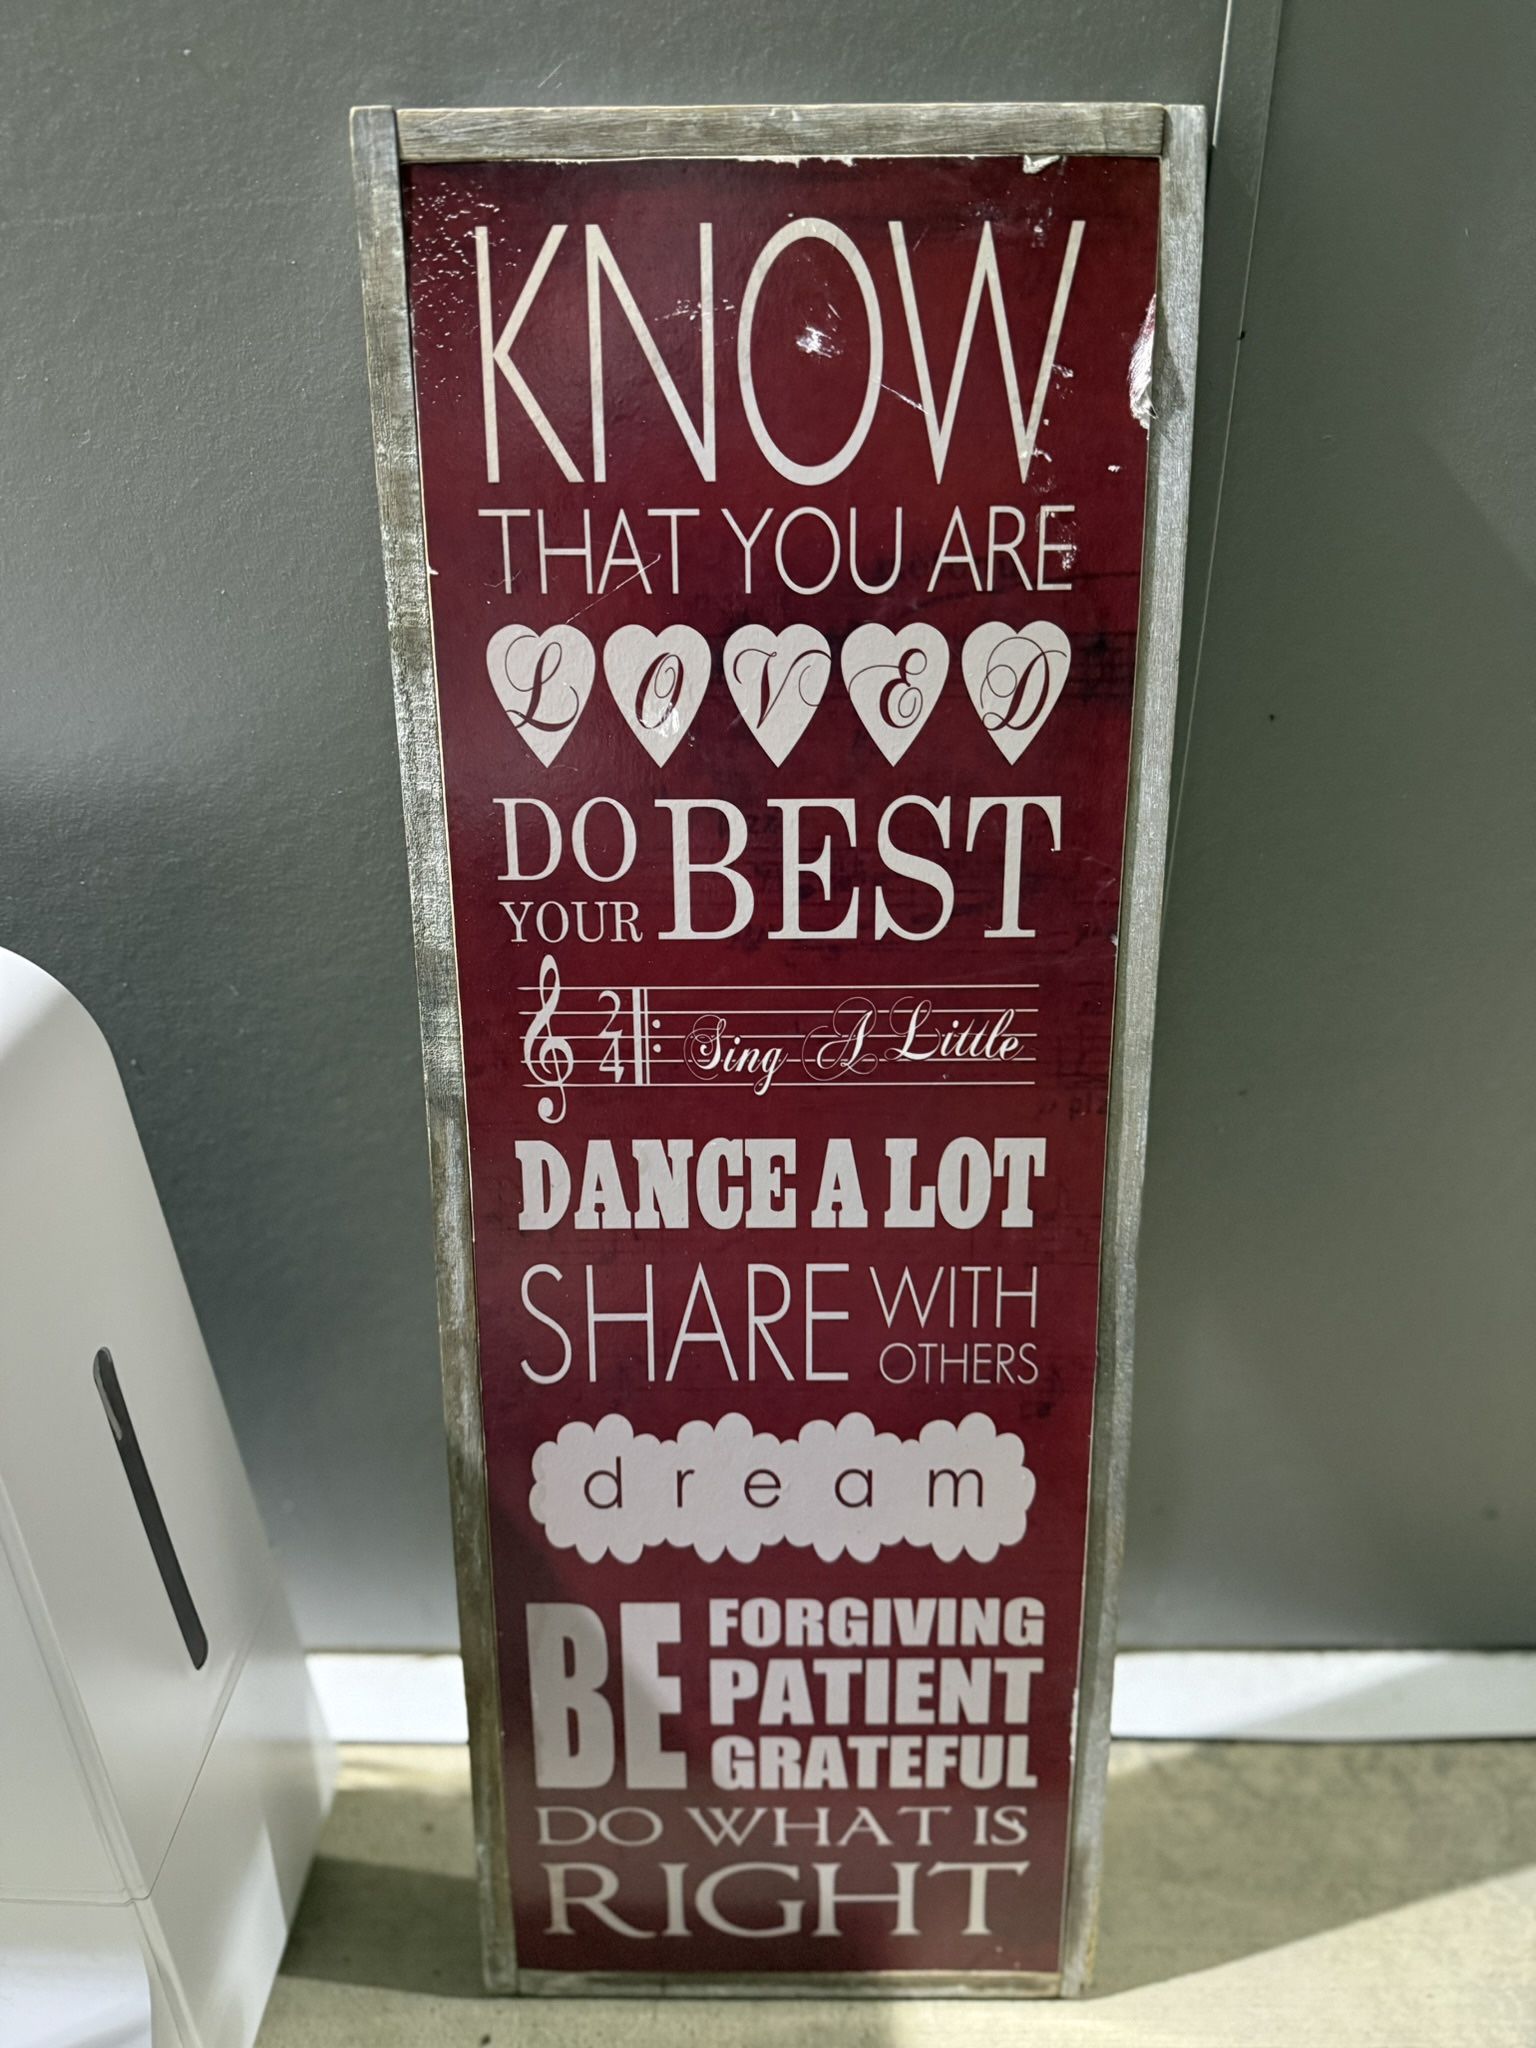 KNOW
THAT YOU ARE
LOVED
DO YOUR BEST
2
4
Sing A Little
DANCE A LOT
SHARE WITH OTHERS
dream
BE FORGIVING
PATIENT
GRATEFUL
DO WHAT IS
RIGHT